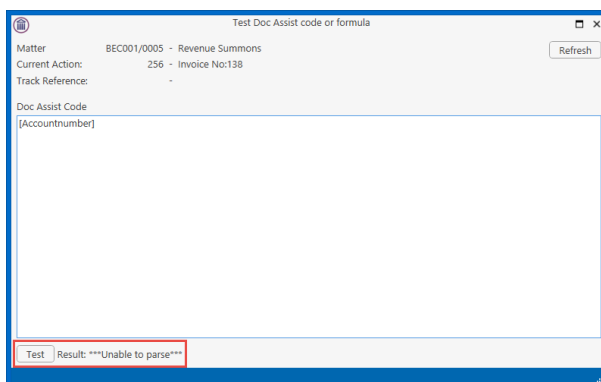 Test Doc Assist code or formula
Matter BEC001/0005 - Revenue Summons
Refresh
Current Action: 256 - Invoice No:138
Track Reference: -
Doc Assist Code
[Accountnumber]
Test Result: ***Unable to parse***